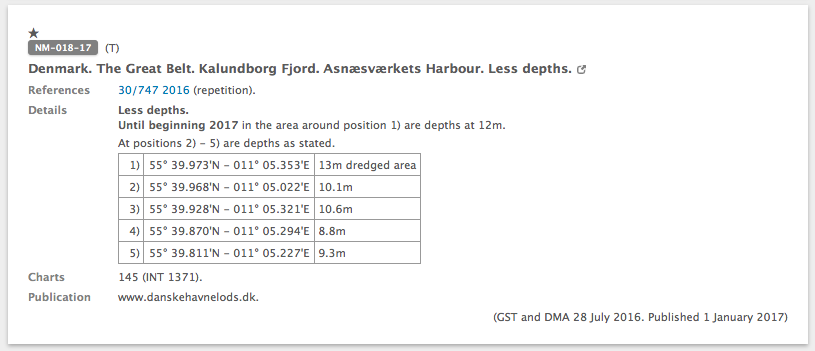 ★
NM-018-17 (T)
Denmark. The Great Belt. Kalundborg Fjord. Asnæsværkets Harbour. Less depths.
References 30/747 2016 (repetition).
Details Less depths.
Until beginning 2017 in the area around position 1) are depths at 12m.
At positions 2) – 5) are depths as stated.
1) 55° 39.973'N – 011° 05.353'E 13m dredged area
2) 55° 39.968'N – 011° 05.022'E 10.1m
3) 55° 39.928'N – 011° 05.321'E 10.6m
4) 55° 39.870'N – 011° 05.294'E 8.8m
5) 55° 39.811'N – 011° 05.227'E 9.3m
Charts 145 (INT 1371).
Publication www.danskehavnelods.dk.
(GST and DMA 28 July 2016. Published 1 January 2017)